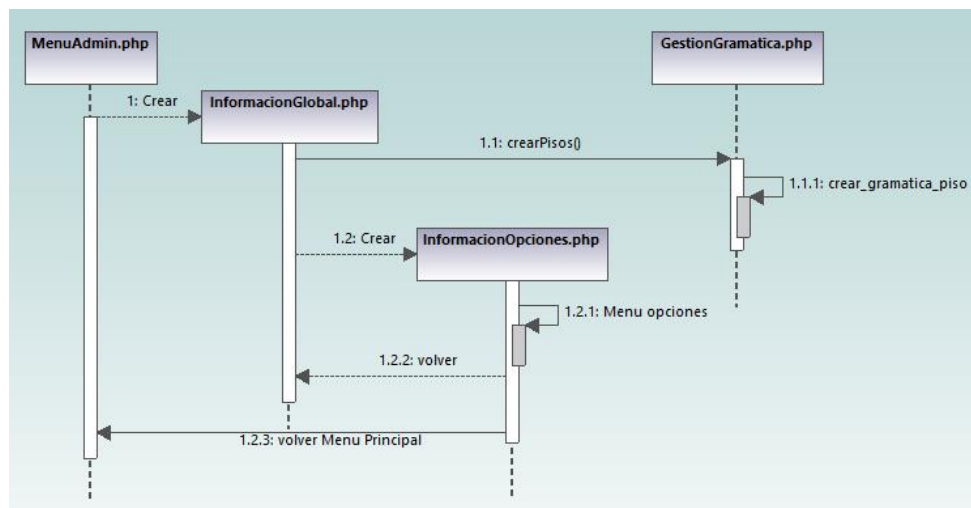 MenuAdmin.php
GestionGramatica.php
1: Crear
InformacionGlobal.php
1.1: crearPisos()
1.1.1: crear_gramatica_piso
1.2: Crear
InformacionOpciones.php
1.2.1: Menu opciones
1.2.2: volver
1.2.3: volver Menu Principal